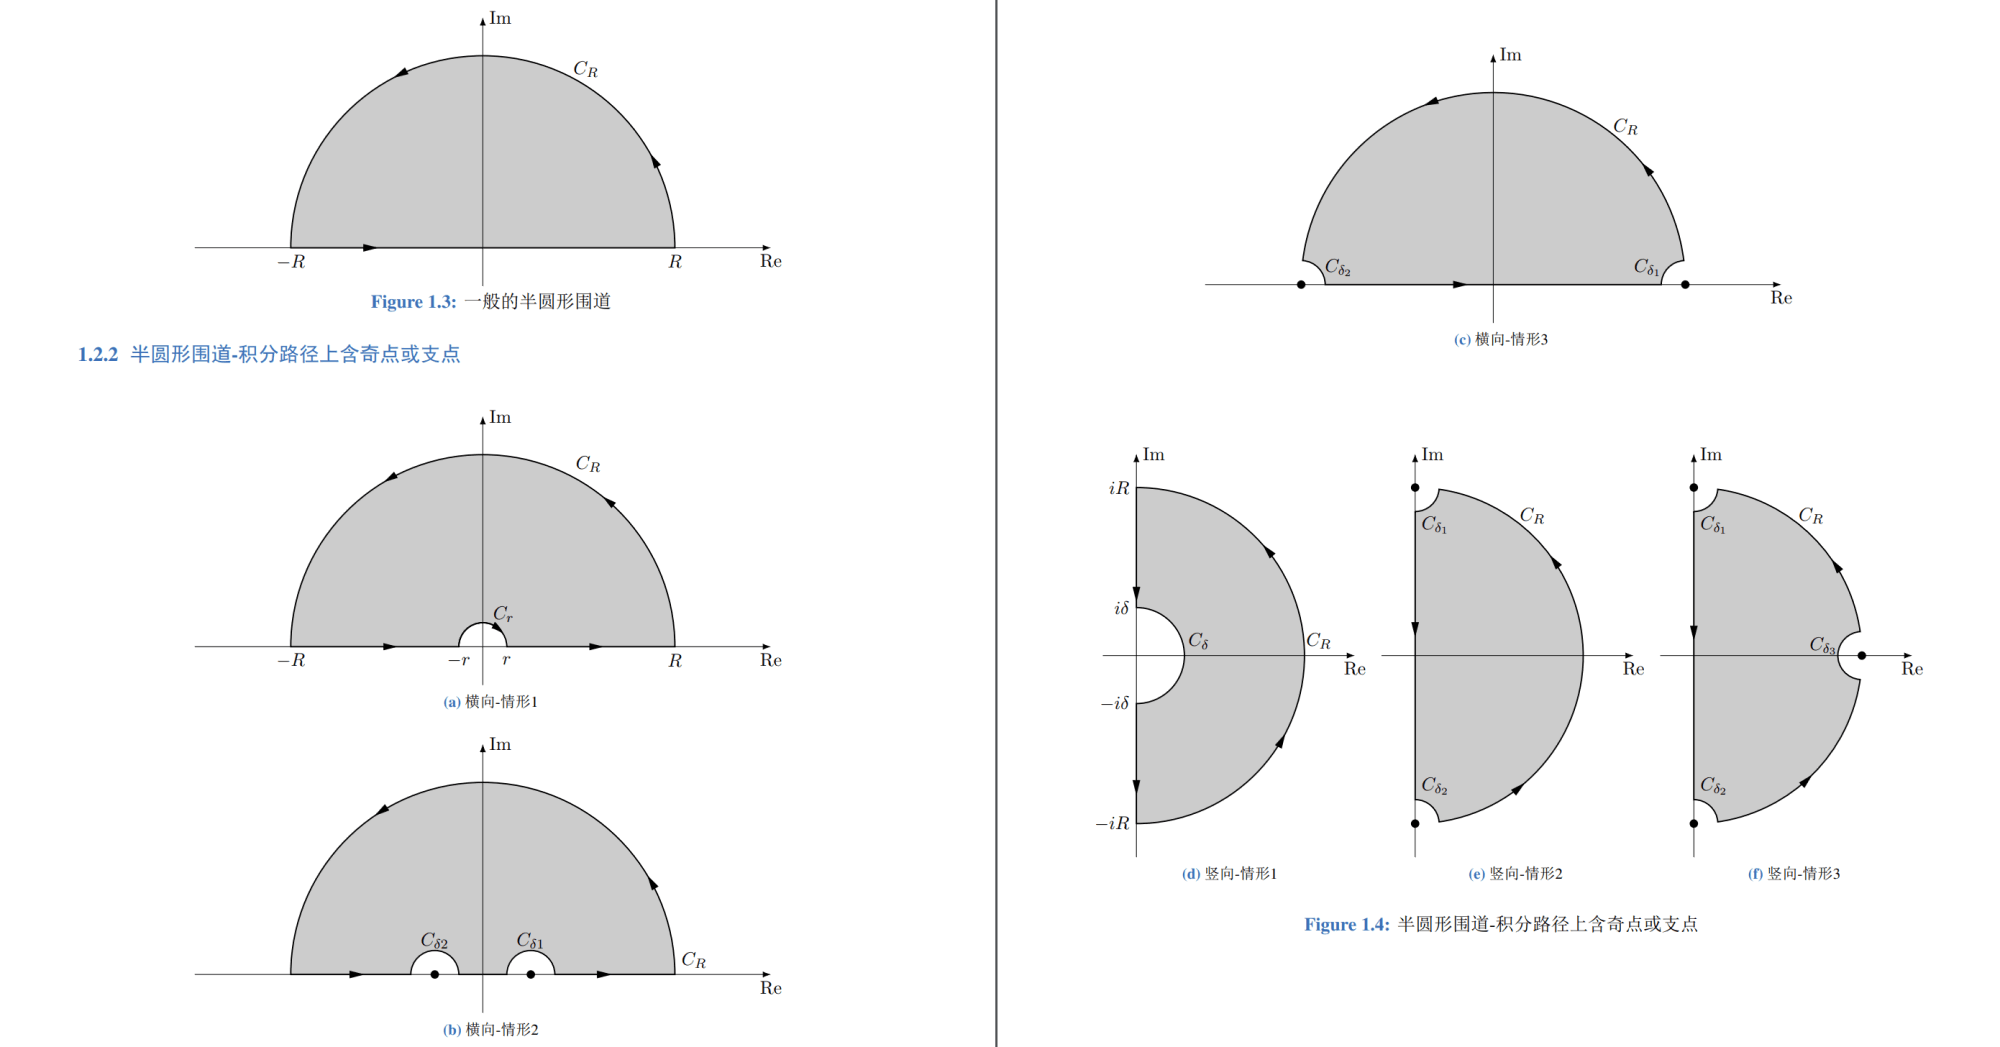 Im
C_R
−R
R
Re
Figure 1.3: 一般的半圆形围道
1.2.2 半圆形围道-积分路径上含奇点或支点
Im
C_R
C_r
−R
−r
r
R
Re
(a) 横向-情形1
Im
C_δ2
C_δ1
C_R
Re
(b) 横向-情形2
Im
C_R
C_δ₂
C_δ₁
Re
(c) 横向-情形3
Im
iR
iδ
C_δ
C_R
Re
−iδ
−iR
(d) 竖向-情形1
Im
C_R
C_δ₁
Re
C_δ₂
(e) 竖向-情形2
Im
C_R
C_δ₁
C_δ₃
Re
C_δ₂
(f) 竖向-情形3
Figure 1.4: 半圆形围道-积分路径上含奇点或支点